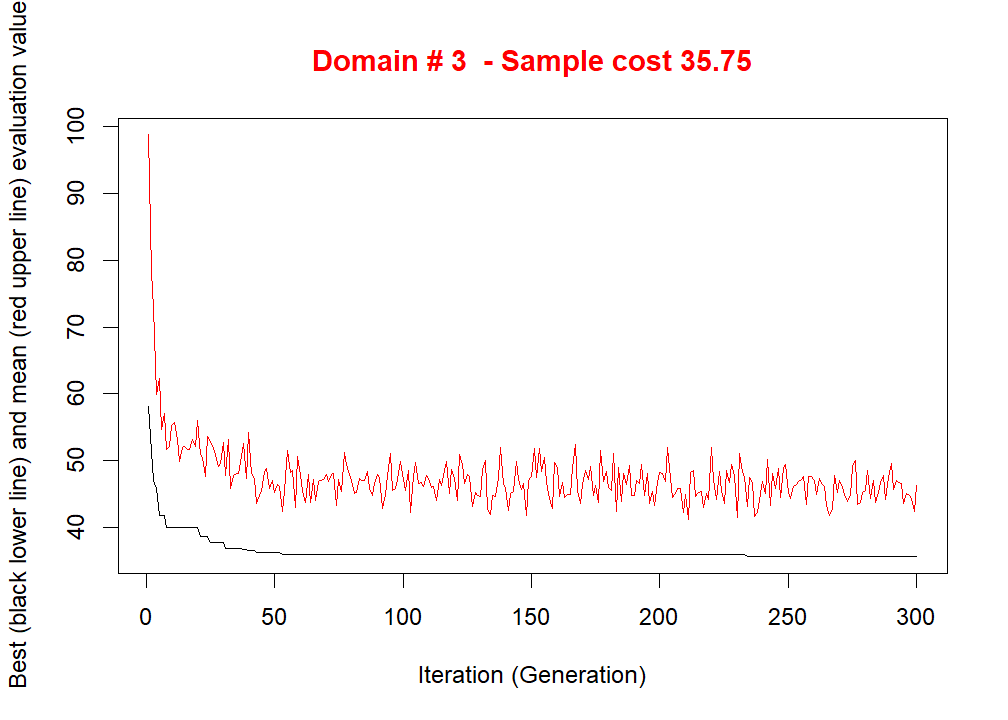 Domain # 3  - Sample cost 35.75
Best (black lower line) and mean (red upper line) evaluation value
100
90
80
70
60
50
40
0 50 100 150 200 250 300
Iteration (Generation)